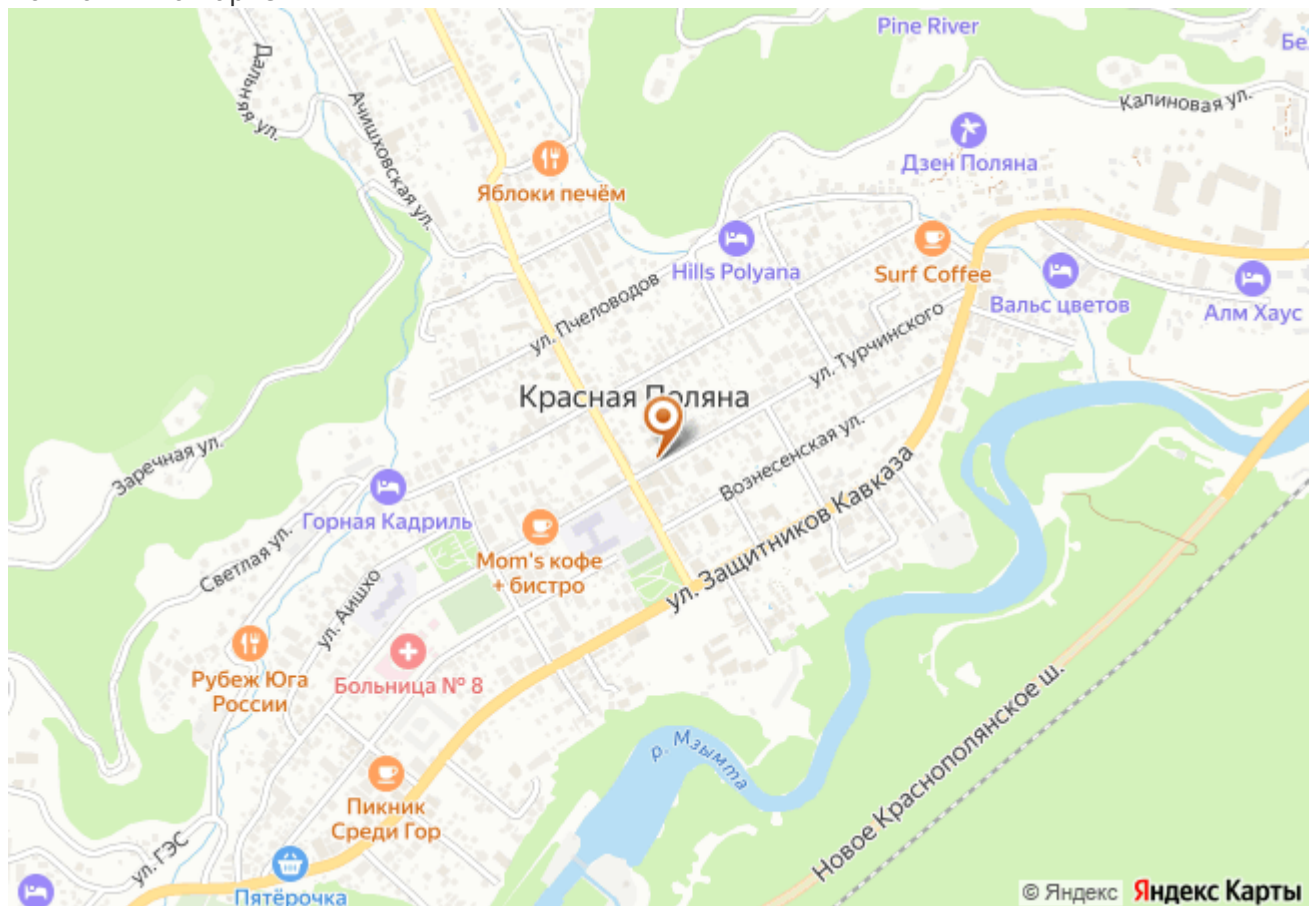 Pine River
Бе
Дальняя ул.
Ачишховская ул.
Калиновая ул.
Дзен Поляна
Яблоки печём
Hills Polyana
Surf Coffee
Вальс цветов
Алм Хаус
ул. Пчеловодов
ул. Турчинского
Красная Поляна
Заречная ул.
Вознесенская ул.
Горная Кадриль
Mom's кофе
+ бистро
ул. Защитников Кавказа
Светлая ул.
ул. Аишхо
Рубеж Юга
России
Больница № 8
р. Мзымта
Новое Краснополянское ш.
Пикник
Среди Гор
ул. ГЭС
Пятёрочка
© Яндекс Яндекс Карты